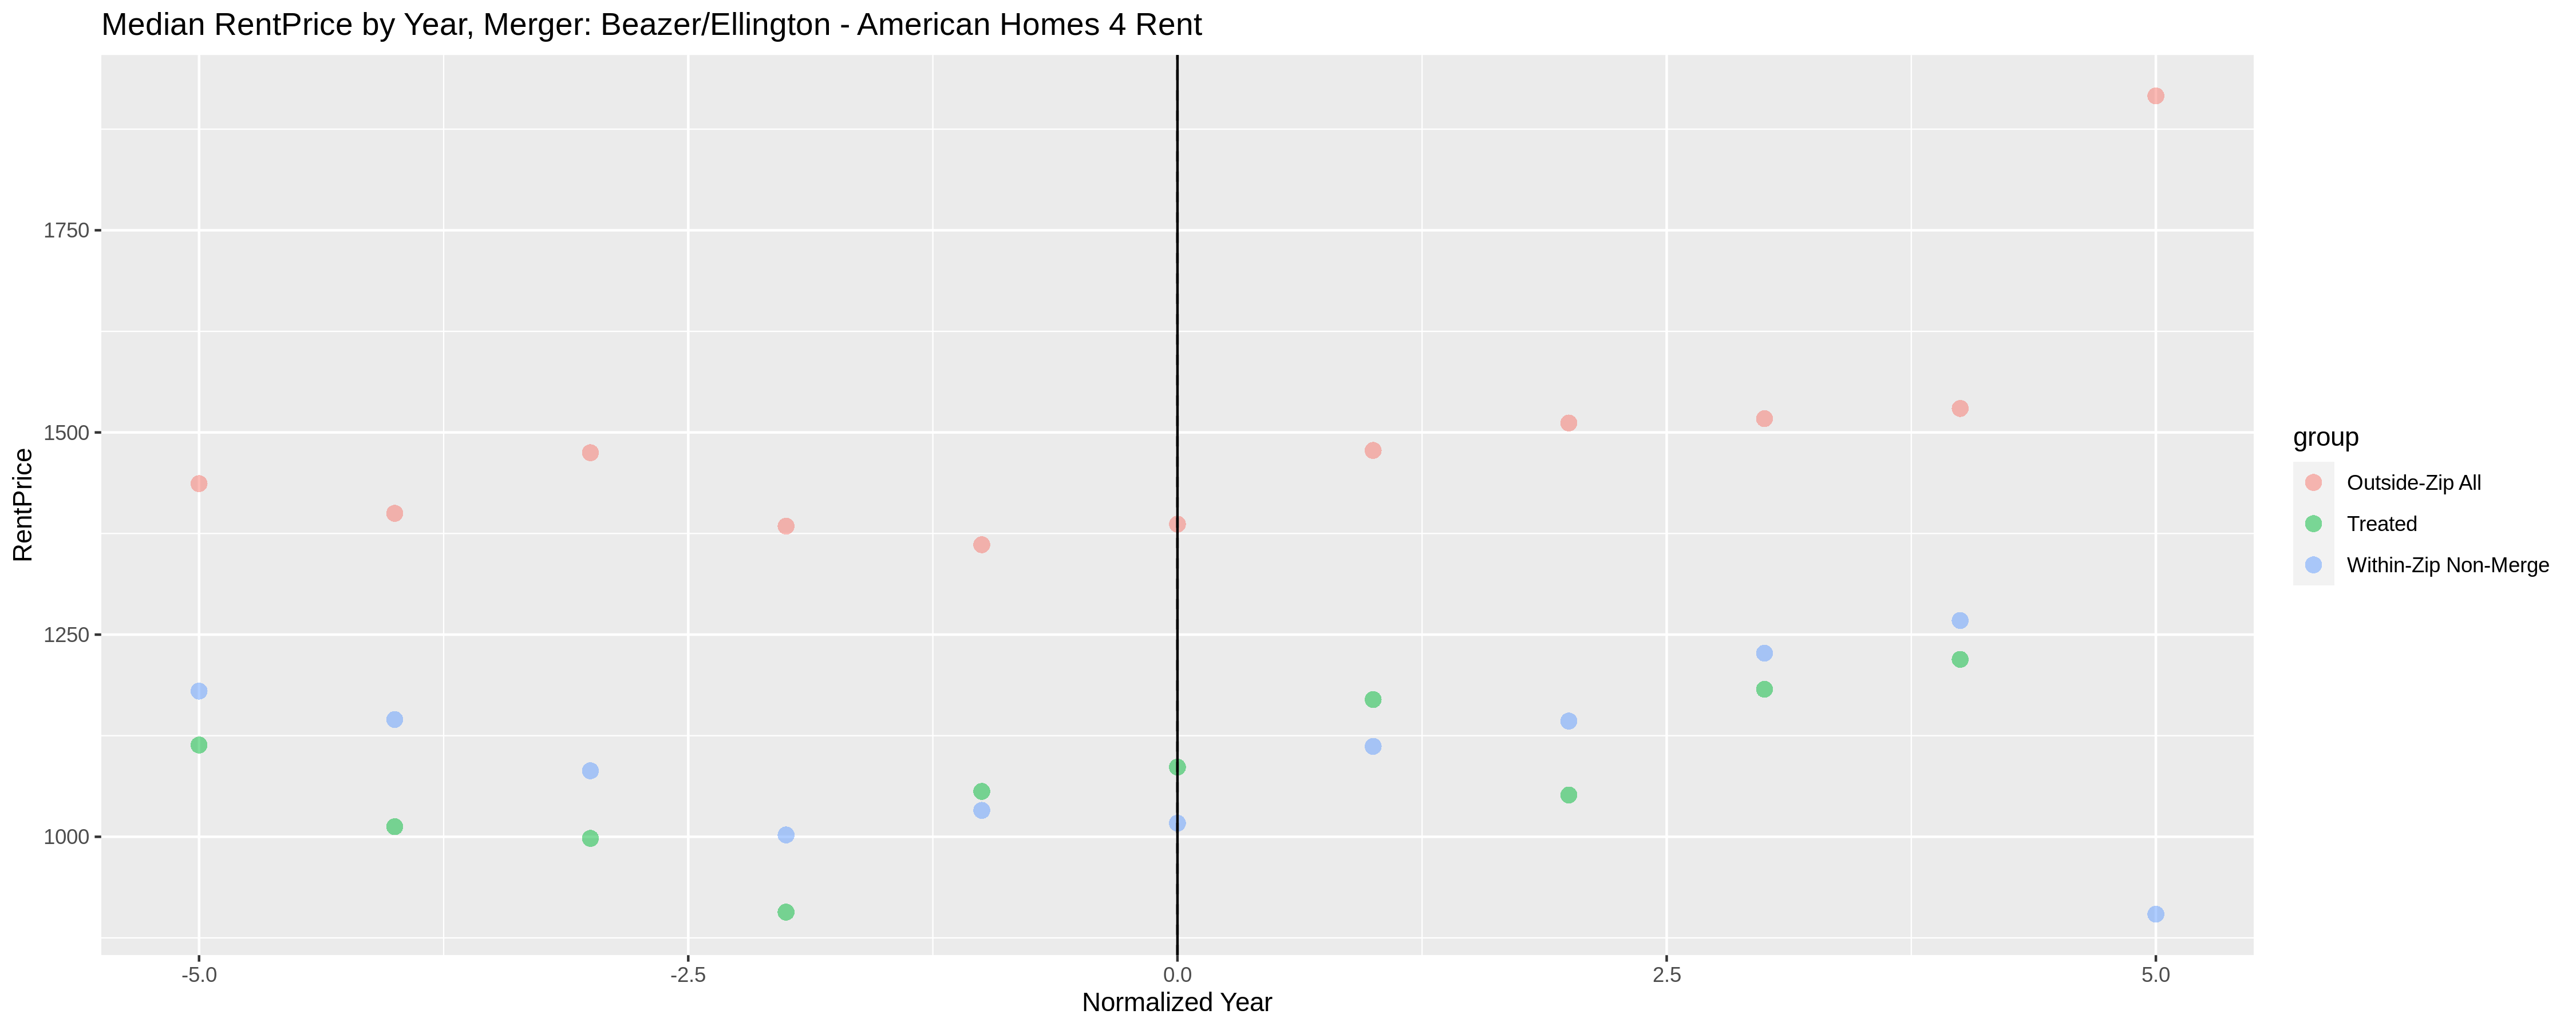 Median RentPrice by Year, Merger: Beazer/Ellington - American Homes 4 Rent
RentPrice
1750
1500
1250
1000
-5.0
-2.5
0.0
2.5
5.0
Normalized Year
group
Outside-Zip All
Treated
Within-Zip Non-Merge